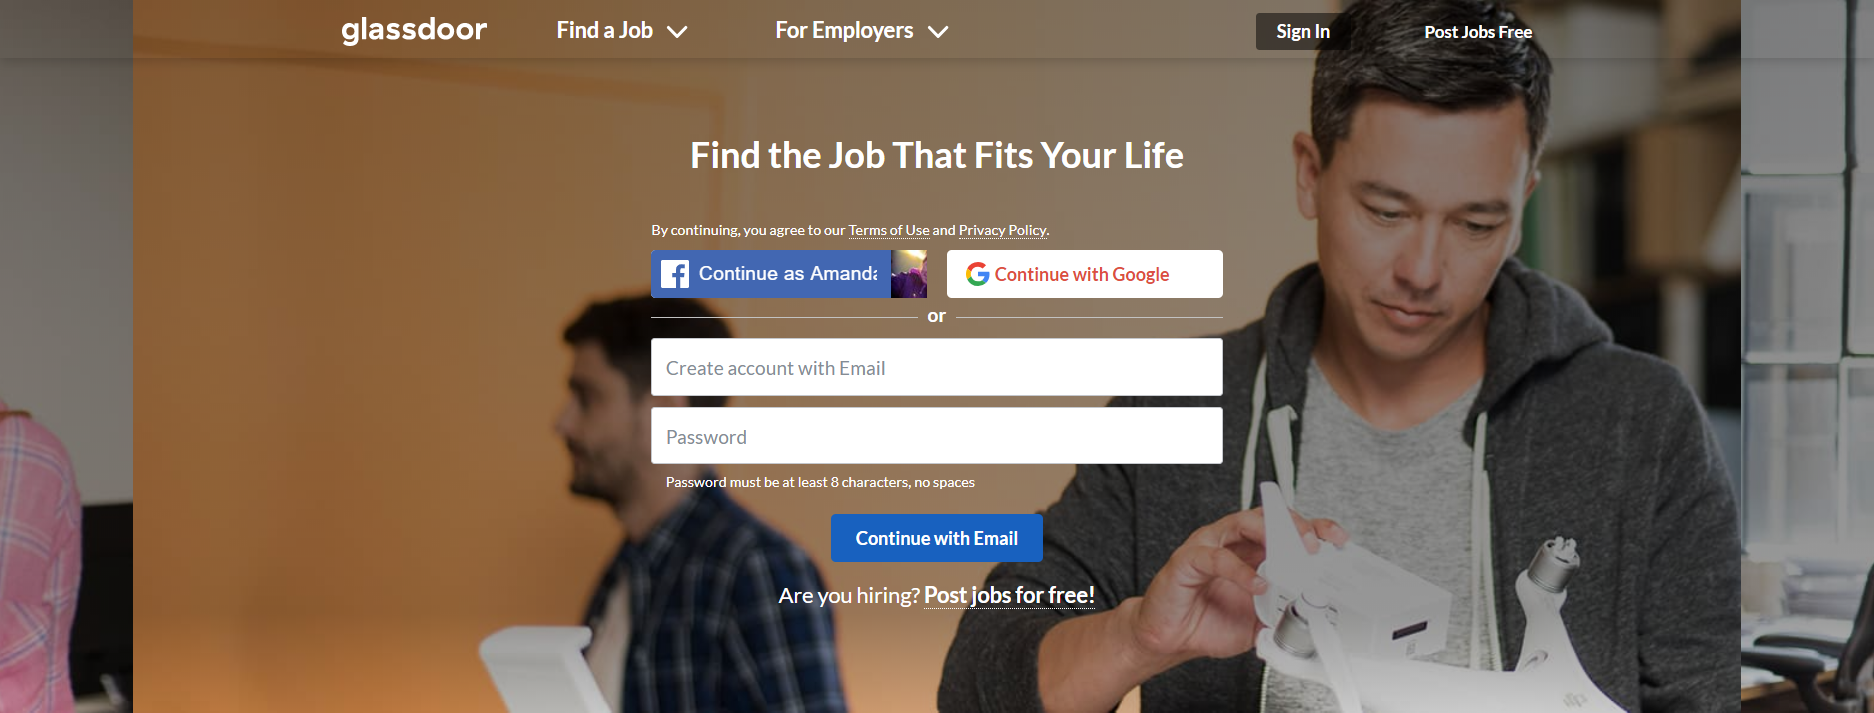 glassdoor Find a Job For Employers Sign In Post Jobs Free
Find the Job That Fits Your Life
By continuing, you agree to our Terms of Use and Privacy Policy.
Continue as Amanda Continue with Google
or
Create account with Email
Password
Password must be at least 8 characters, no spaces
Continue with Email
Are you hiring? Post jobs for free!